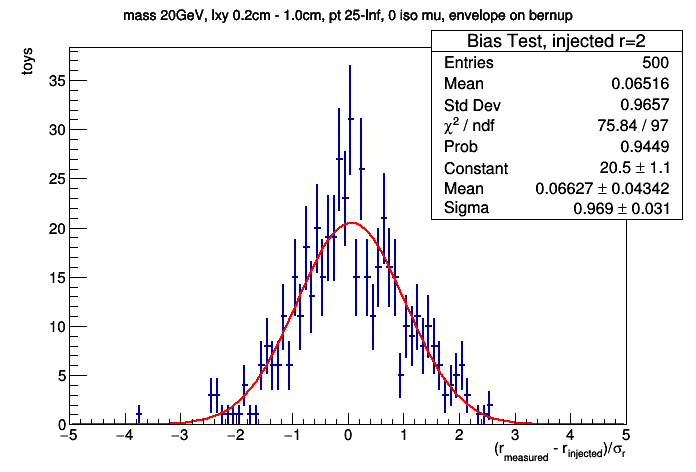 mass 20GeV, lxy 0.2cm - 1.0cm, pt 25-Inf, 0 iso mu, envelope on bernup
Bias Test, injected r=2
Entries 500
Mean 0.06516
Std Dev 0.9657
χ² / ndf 75.84 / 97
Prob 0.9449
Constant 20.5 ± 1.1
Mean 0.06627 ± 0.04342
Sigma 0.969 ± 0.031
toys
35
30
25
20
15
10
5
0
−5 −4 −3 −2 −1 0 1 2 3 4 5
(r_measured - r_injected)/σ_r